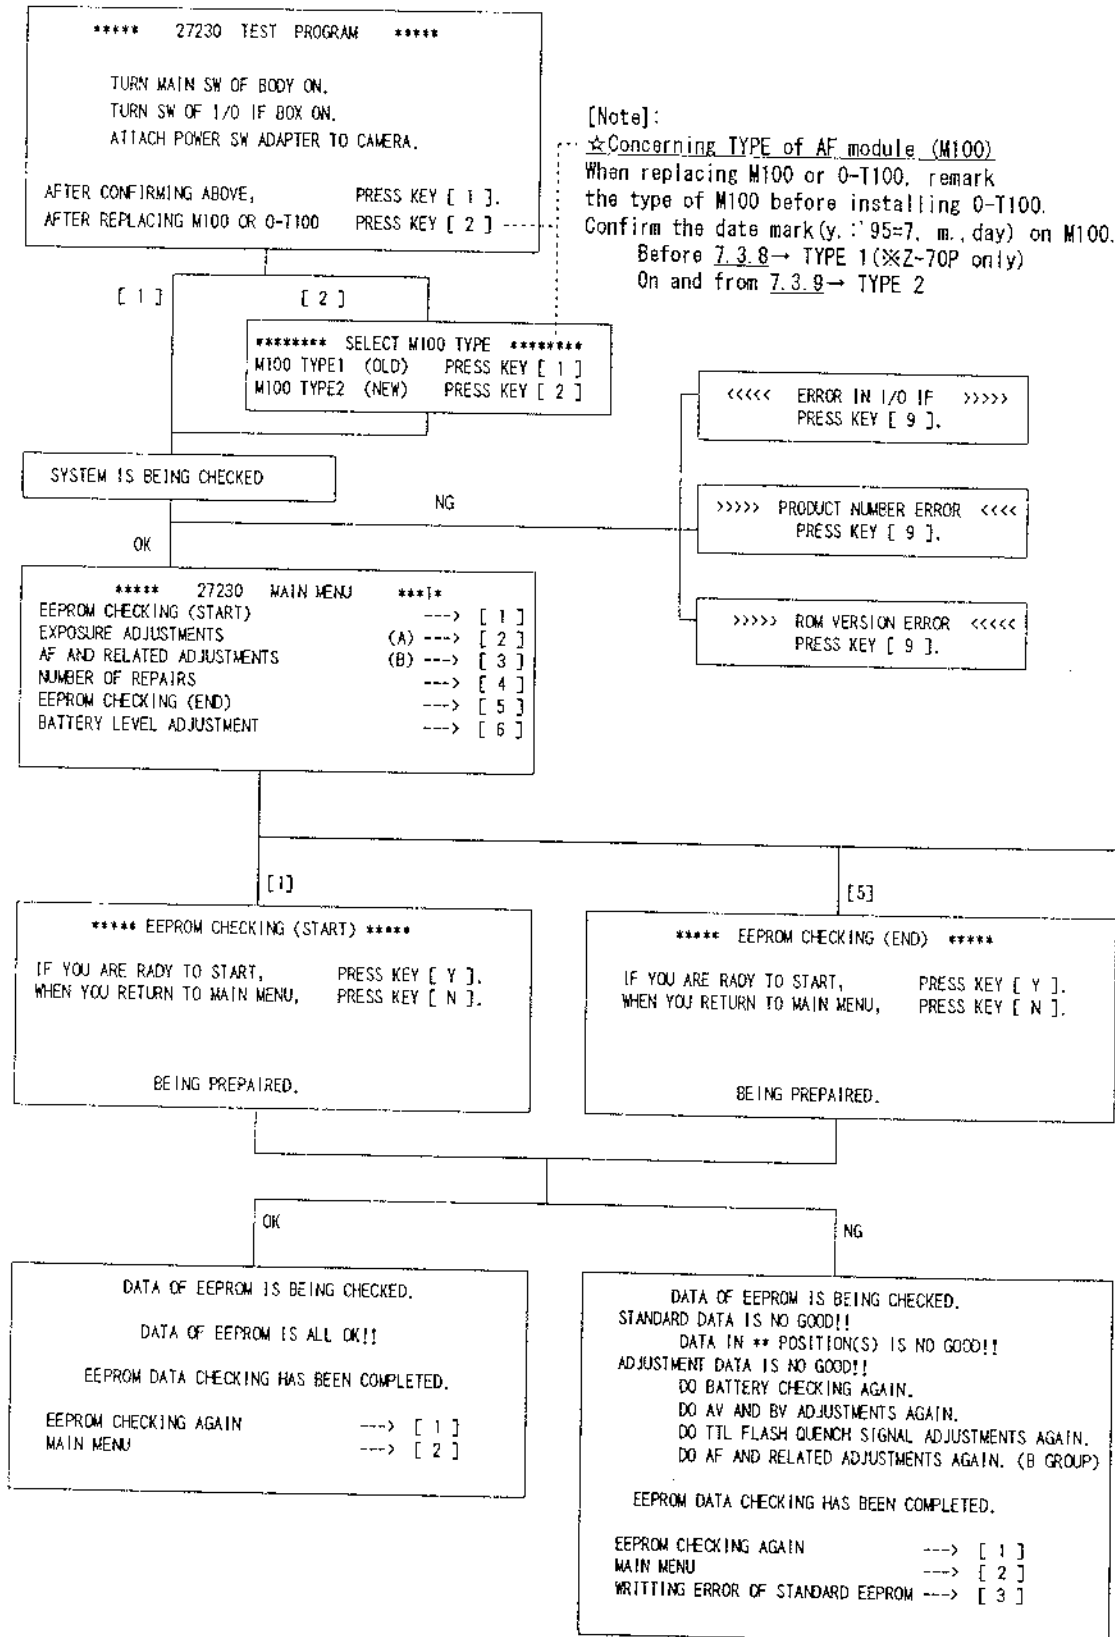 ***** 27230 TEST PROGRAM *****
TURN MAIN SW OF BODY ON.
TURN SW OF I/O IF BOX ON.
ATTACH POWER SW ADAPTER TO CAMERA.
AFTER CONFIRMING ABOVE, PRESS KEY [ 1 ].
AFTER REPLACING M100 OR O-T100 PRESS KEY [ 2 ]
[Note]:
☆Concerning TYPE of AF module (M100)
When replacing M100 or O-T100, remark
the type of M100 before installing O-T100.
Confirm the date mark(y.:'95=7, m.,day) on M100.
Before 7.3.8→ TYPE 1(※Z-70P only)
On and from 7.3.9→ TYPE 2
[ 1 ]
[ 2 ]
******** SELECT M100 TYPE ********
M100 TYPE1 (OLD) PRESS KEY [ 1 ]
M100 TYPE2 (NEW) PRESS KEY [ 2 ]
<<<<< ERROR IN I/O IF >>>>>
PRESS KEY [ 9 ].
SYSTEM IS BEING CHECKED
NG
>>>>> PRODUCT NUMBER ERROR <<<<
PRESS KEY [ 9 ].
OK
>>>>> ROM VERSION ERROR <<<<<
PRESS KEY [ 9 ].
***** 27230 MAIN MENU *****
EEPROM CHECKING (START) ---> [ 1 ]
EXPOSURE ADJUSTMENTS (A) ---> [ 2 ]
AF AND RELATED ADJUSTMENTS (B) ---> [ 3 ]
NUMBER OF REPAIRS ---> [ 4 ]
EEPROM CHECKING (END) ---> [ 5 ]
BATTERY LEVEL ADJUSTMENT ---> [ 6 ]
[1]
[5]
***** EEPROM CHECKING (START) *****
IF YOU ARE RADY TO START, PRESS KEY [ Y ].
WHEN YOU RETURN TO MAIN MENU, PRESS KEY [ N ].
BEING PREPAIRED.
***** EEPROM CHECKING (END) *****
IF YOU ARE RADY TO START, PRESS KEY [ Y ].
WHEN YOU RETURN TO MAIN MENU, PRESS KEY [ N ].
BEING PREPAIRED.
OK
NG
DATA OF EEPROM IS BEING CHECKED.
DATA OF EEPROM IS ALL OK!!
EEPROM DATA CHECKING HAS BEEN COMPLETED.
EEPROM CHECKING AGAIN ---> [ 1 ]
MAIN MENU ---> [ 2 ]
DATA OF EEPROM IS BEING CHECKED.
STANDARD DATA IS NO GOOD!!
DATA IN ** POSITION(S) IS NO GOOD!!
ADJUSTMENT DATA IS NO GOOD!!
DO BATTERY CHECKING AGAIN.
DO AV AND BV ADJUSTMENTS AGAIN.
DO TTL FLASH QUENCH SIGNAL ADJUSTMENTS AGAIN.
DO AF AND RELATED ADJUSTMENTS AGAIN. (B GROUP)
EEPROM DATA CHECKING HAS BEEN COMPLETED.
EEPROM CHECKING AGAIN ---> [ 1 ]
MAIN MENU ---> [ 2 ]
WRITTING ERROR OF STANDARD EEPROM ---> [ 3 ]